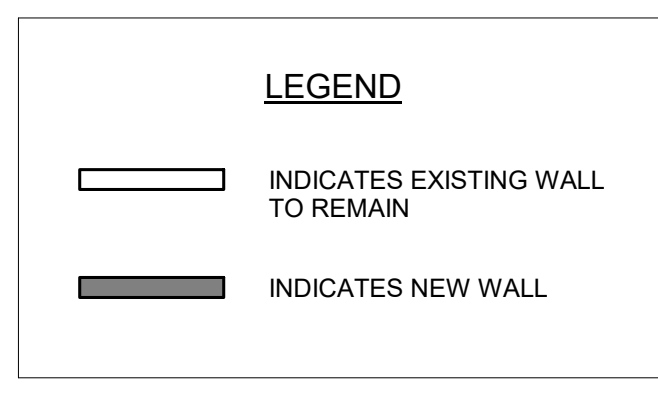 LEGEND
INDICATES EXISTING WALL
TO REMAIN
INDICATES NEW WALL